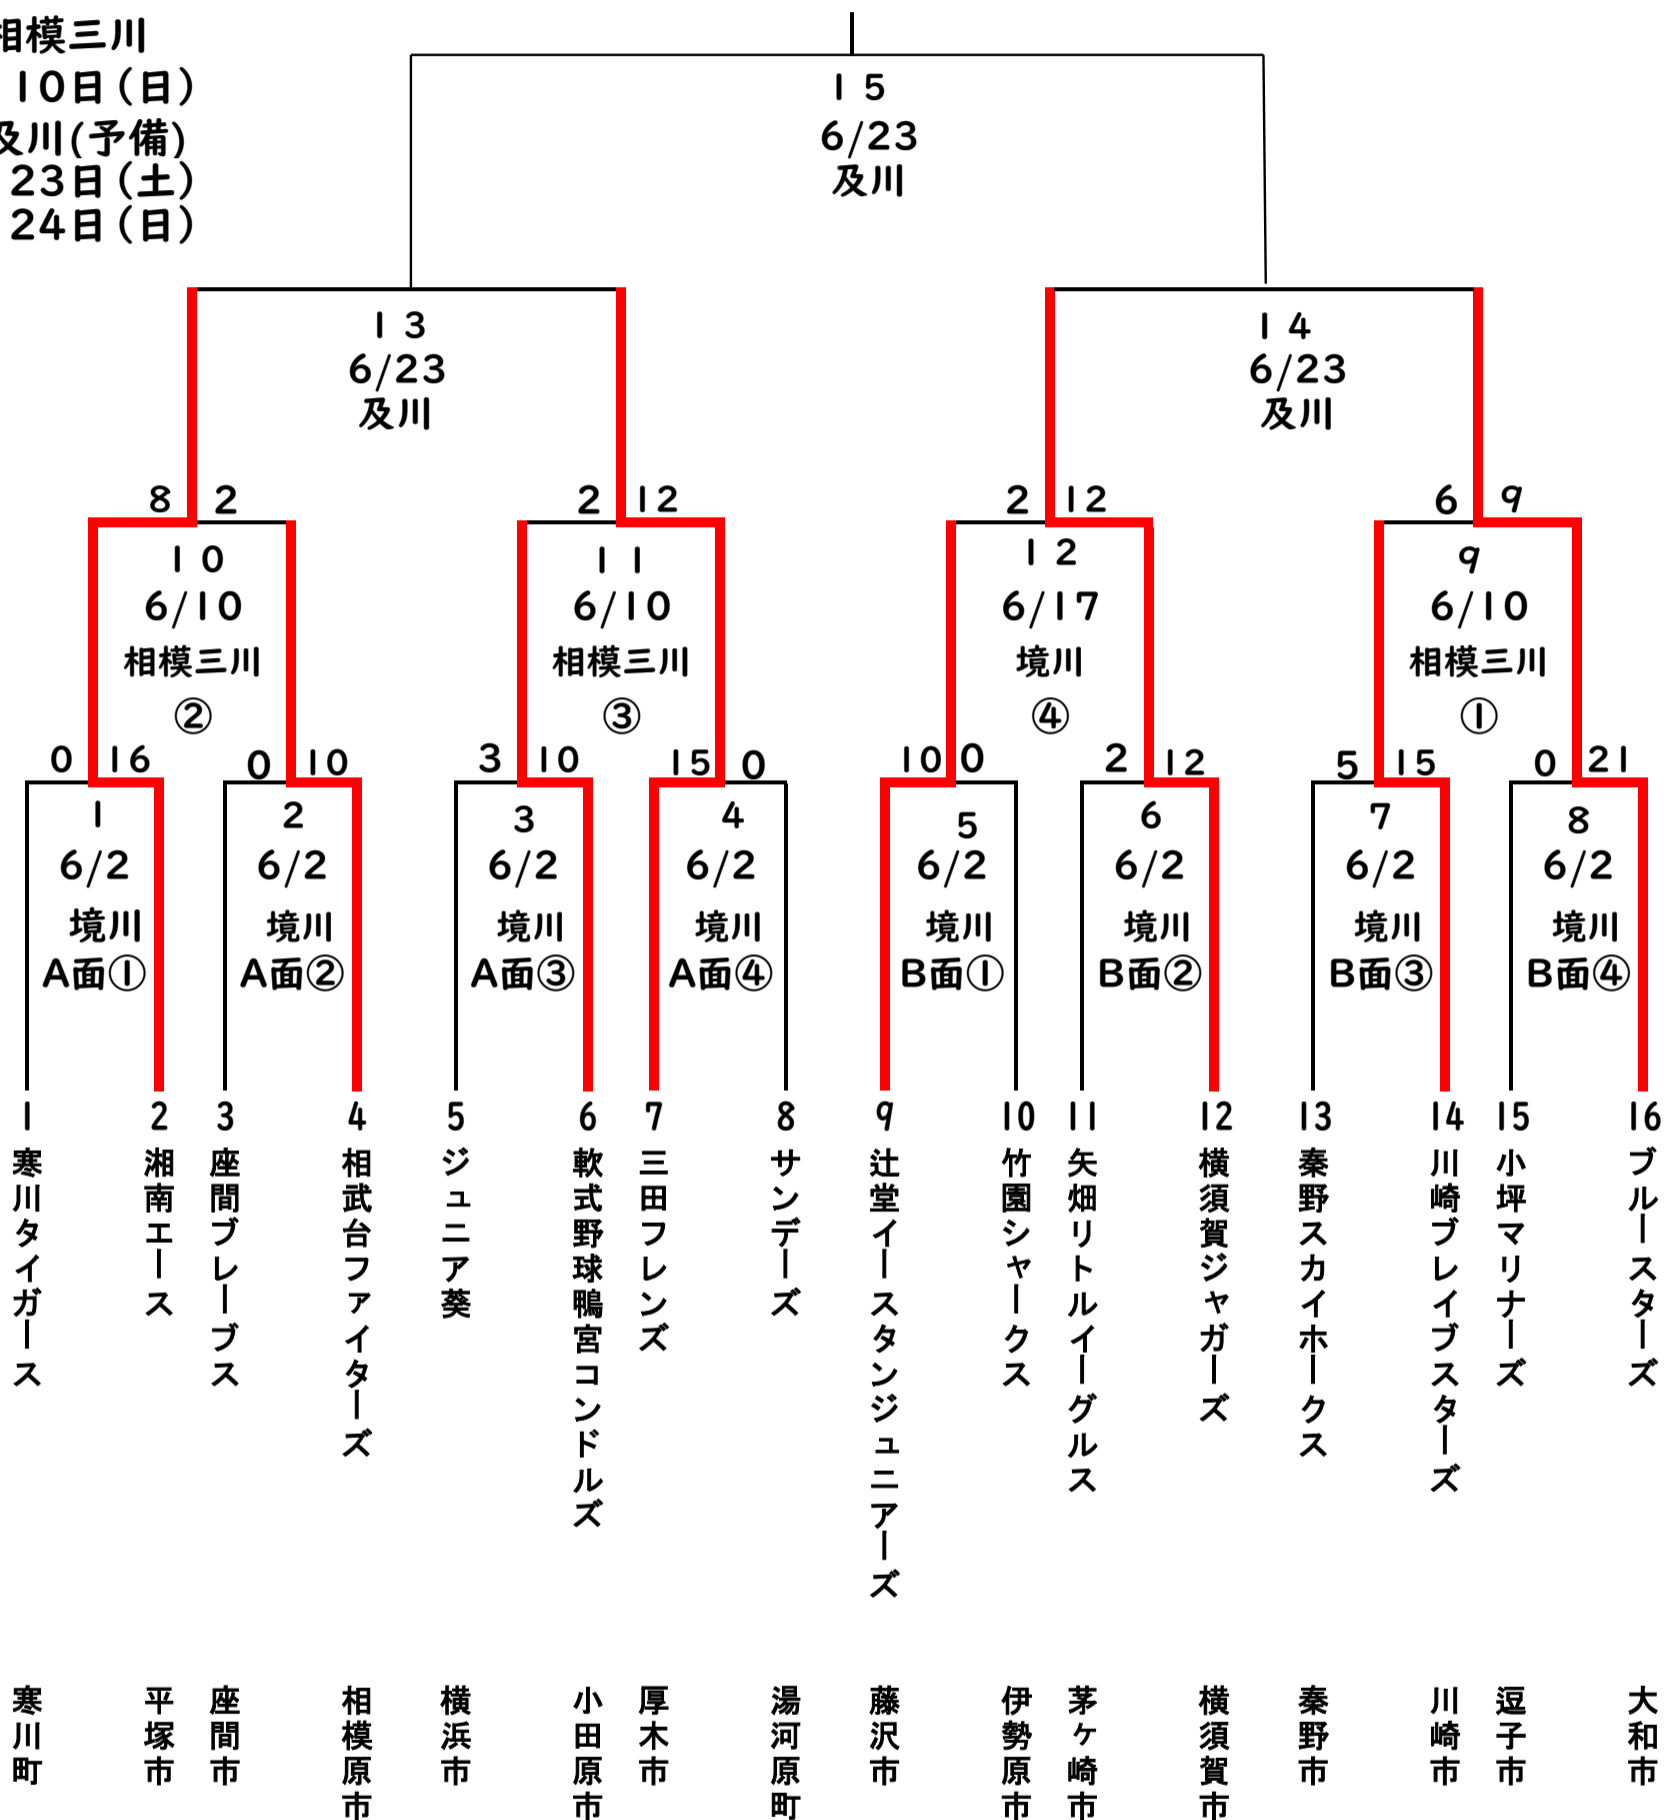 相模三川
10日（日）
及川(予備)
23日（土）
24日（日）
15
6/23
及川
13
6/23
及川
14
6/23
及川
8 2
2 12
2 12
6 9
10
6/10
相模三川
②
11
6/10
相模三川
③
12
6/17
境川
④
9
6/10
相模三川
①
0 16
0 10
3 10
15 0
10 0
2 12
5 15
0 21
1
6/2
境川
A面①
2
6/2
境川
A面②
3
6/2
境川
A面③
4
6/2
境川
A面④
5
6/2
境川
B面①
6
6/2
境川
B面②
7
6/2
境川
B面③
8
6/2
境川
B面④
1
寒川タイガース
寒川町
2
湘南エース
平塚市
3
座間ブレーブス
座間市
4
相武台ファイターズ
相模原市
5
ジュニア葵
横浜市
6
軟式野球鴨宮コンドルズ
小田原市
7
三田フレンズ
厚木市
8
サンデーズ
湯河原町
9
辻堂イースタンジュニアーズ
藤沢市
10
竹園シャークス
伊勢原市
11
矢畑リトルイーグルス
茅ヶ崎市
12
横須賀ジャガーズ
横須賀市
13
秦野スカイホークス
秦野市
14
川崎ブレイブスターズ
川崎市
15
小坪マリナーズ
逗子市
16
ブルースターズ
大和市